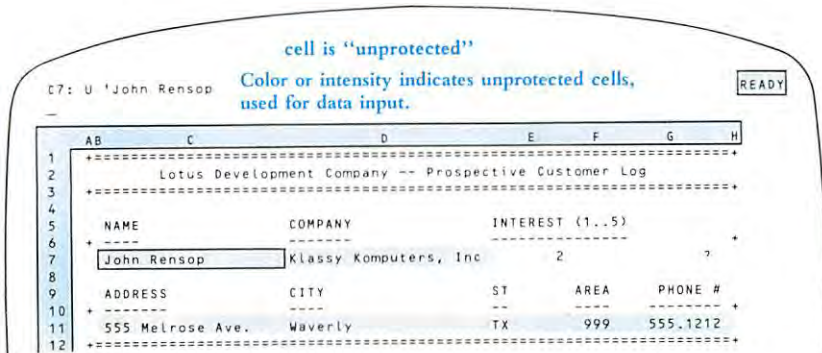 cell is "unprotected"
C7: U 'John Rensop
Color or intensity indicates unprotected cells,
used for data input.
READY
AB C D E F G H
1 +==============================================================================+
2 Lotus Development Company -- Prospective Customer Log
3 +==============================================================================+
4
5 NAME COMPANY INTEREST (1..5)
6 + ---- ------- --------------- +
7 John Rensop Klassy Komputers, Inc 2 ?
8
9 ADDRESS CITY ST AREA PHONE #
10 + ------- ---- -- ---- ------- +
11 555 Melrose Ave. Waverly TX 999 555.1212
12 +==============================================================================+